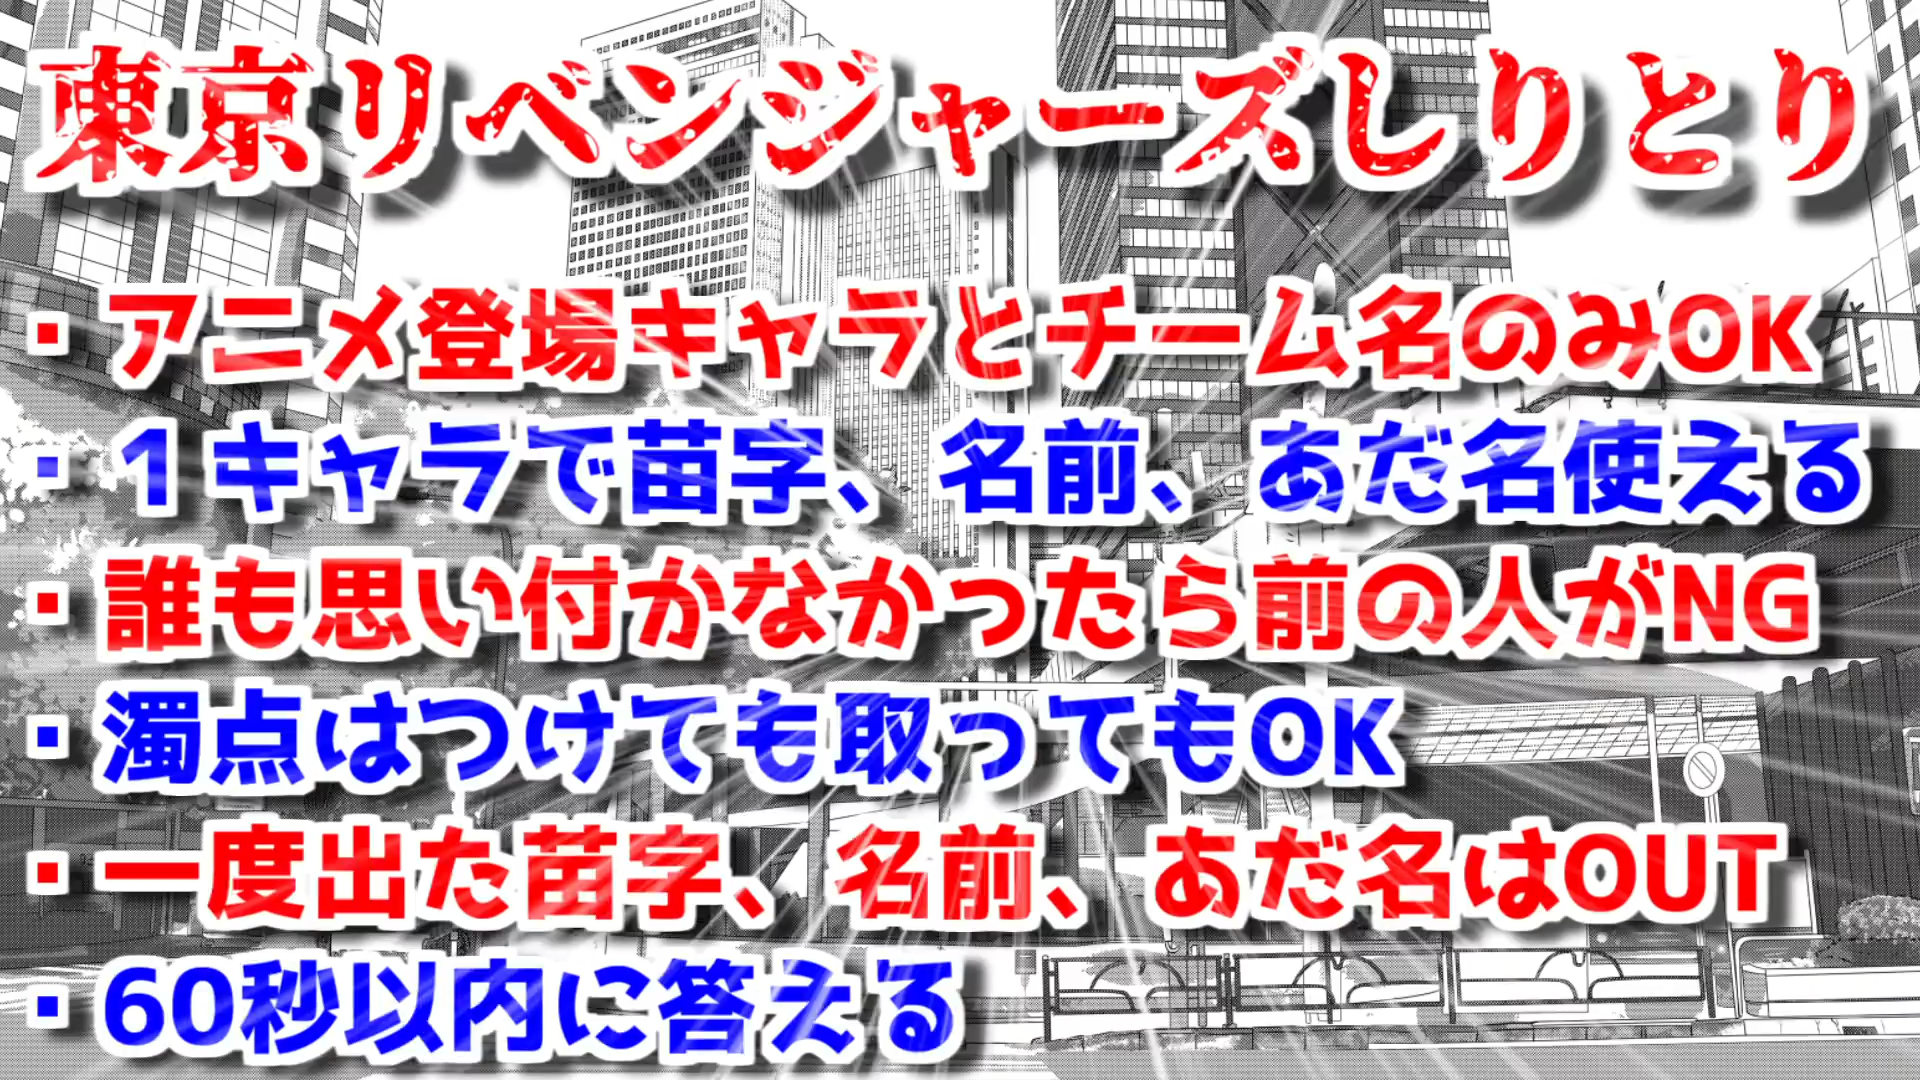 東京リベンジャーズしりとり
・アニメ登場キャラとチーム名のみOK
・１キャラで苗字、名前、あだ名使える
・誰も思い付かなかったら前の人がNG
・濁点はつけても取ってもOK
・一度出た苗字、名前、あだ名はOUT
・60秒以内に答える